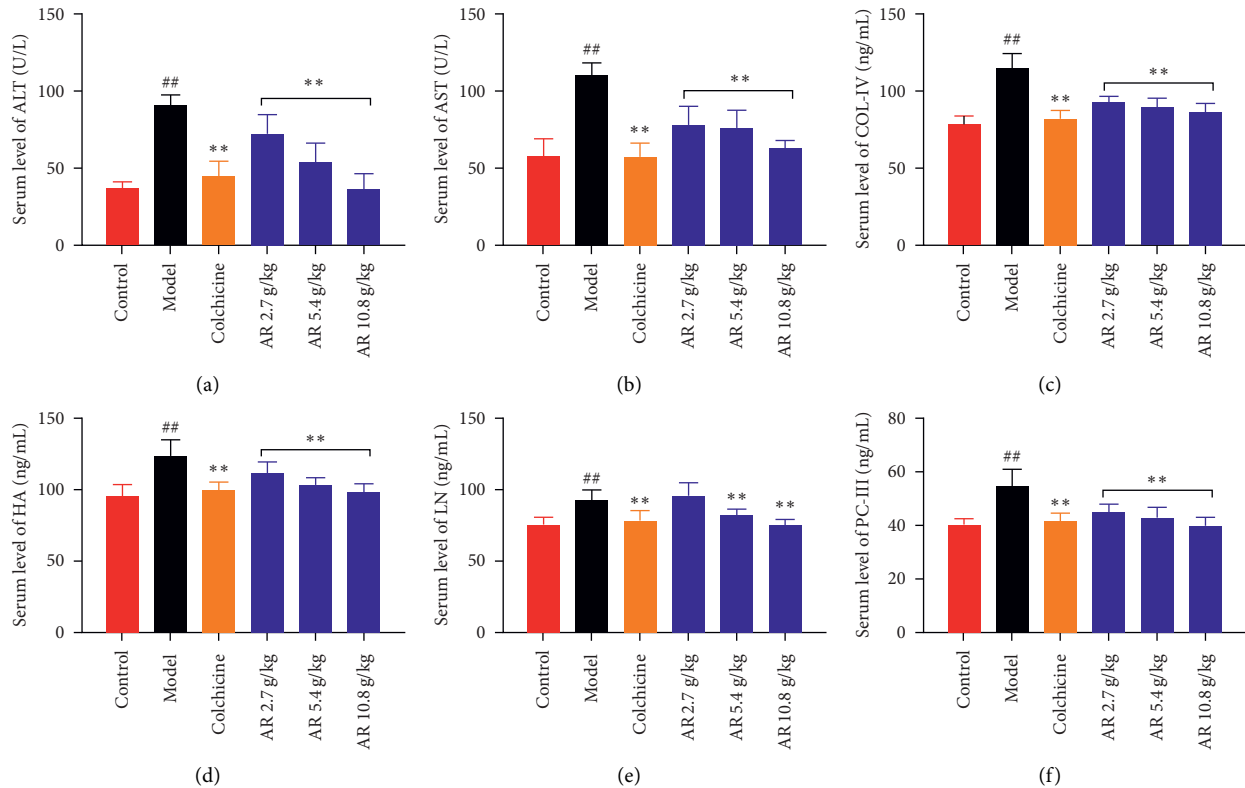 Serum level of ALT (U/L)
150
100
50
0
##
**
**
Control
Model
Colchicine
AR 2.7 g/kg
AR 5.4 g/kg
AR 10.8 g/kg
(a)
Serum level of AST (U/L)
150
100
50
0
##
**
**
Control
Model
Colchicine
AR 2.7 g/kg
AR 5.4 g/kg
AR 10.8 g/kg
(b)
Serum level of COL-IV (ng/mL)
150
100
50
0
##
**
**
Control
Model
Colchicine
AR 2.7 g/kg
AR 5.4 g/kg
AR 10.8 g/kg
(c)
Serum level of HA (ng/mL)
150
100
50
0
##
**
**
Control
Model
Colchicine
AR 2.7 g/kg
AR 5.4 g/kg
AR 10.8 g/kg
(d)
Serum level of LN (ng/mL)
150
100
50
0
##
**
**
**
Control
Model
Colchicine
AR 2.7 g/kg
AR 5.4 g/kg
AR 10.8 g/kg
(e)
Serum level of PC-III (ng/mL)
80
60
40
20
0
##
**
**
Control
Model
Colchicine
AR 2.7 g/kg
AR 5.4 g/kg
AR 10.8 g/kg
(f)